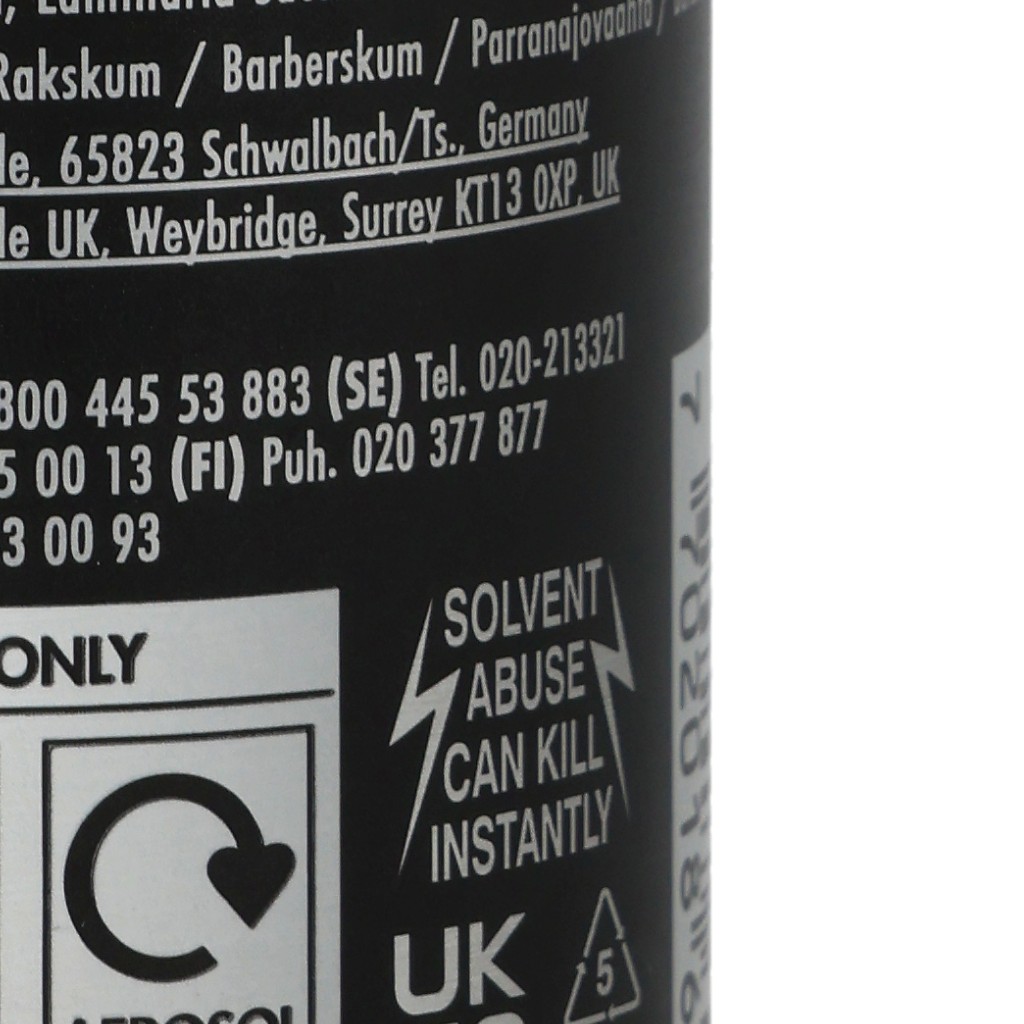 Rakskum / Barberskum / Parranajovaahto /
le, 65823 Schwalbach/Ts., Germany
le UK, Weybridge, Surrey KT13 0XP, UK
800 445 53 883 (SE) Tel. 020-213321
5 00 13 (FI) Puh. 020 377 877
3 00 93
ONLY
SOLVENT
ABUSE
CAN KILL
INSTANTLY
UK
5
AEROSOL